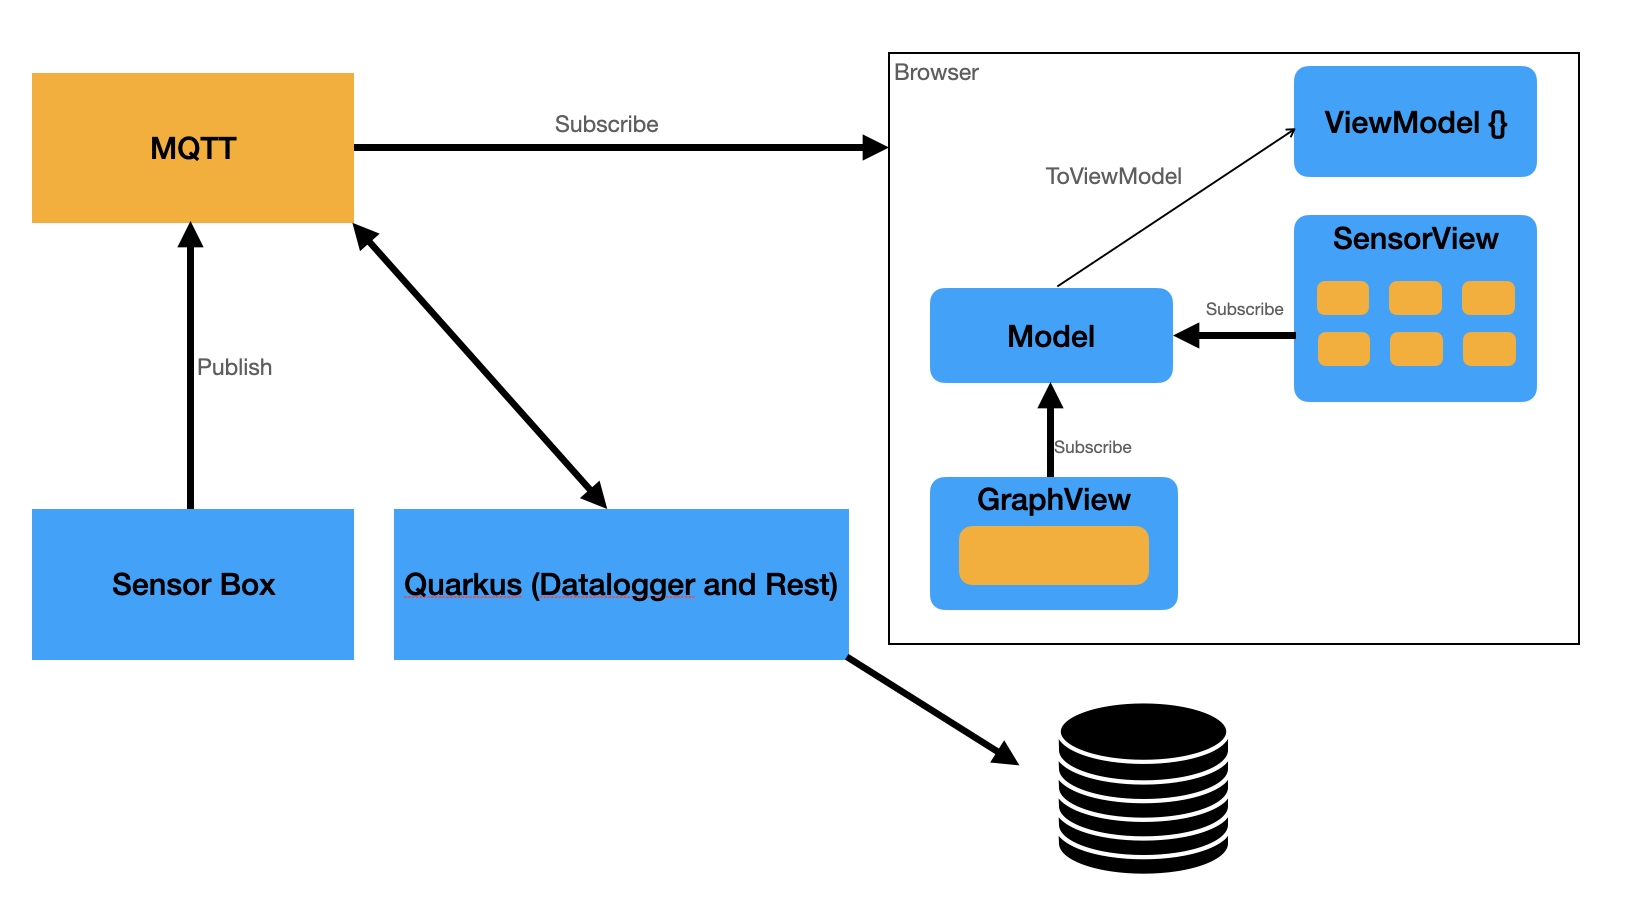 Browser
ViewModel {}
MQTT
Subscribe
ToViewModel
SensorView
Subscribe
Model
Publish
Subscribe
GraphView
Sensor Box
Quarkus (Datalogger and Rest)